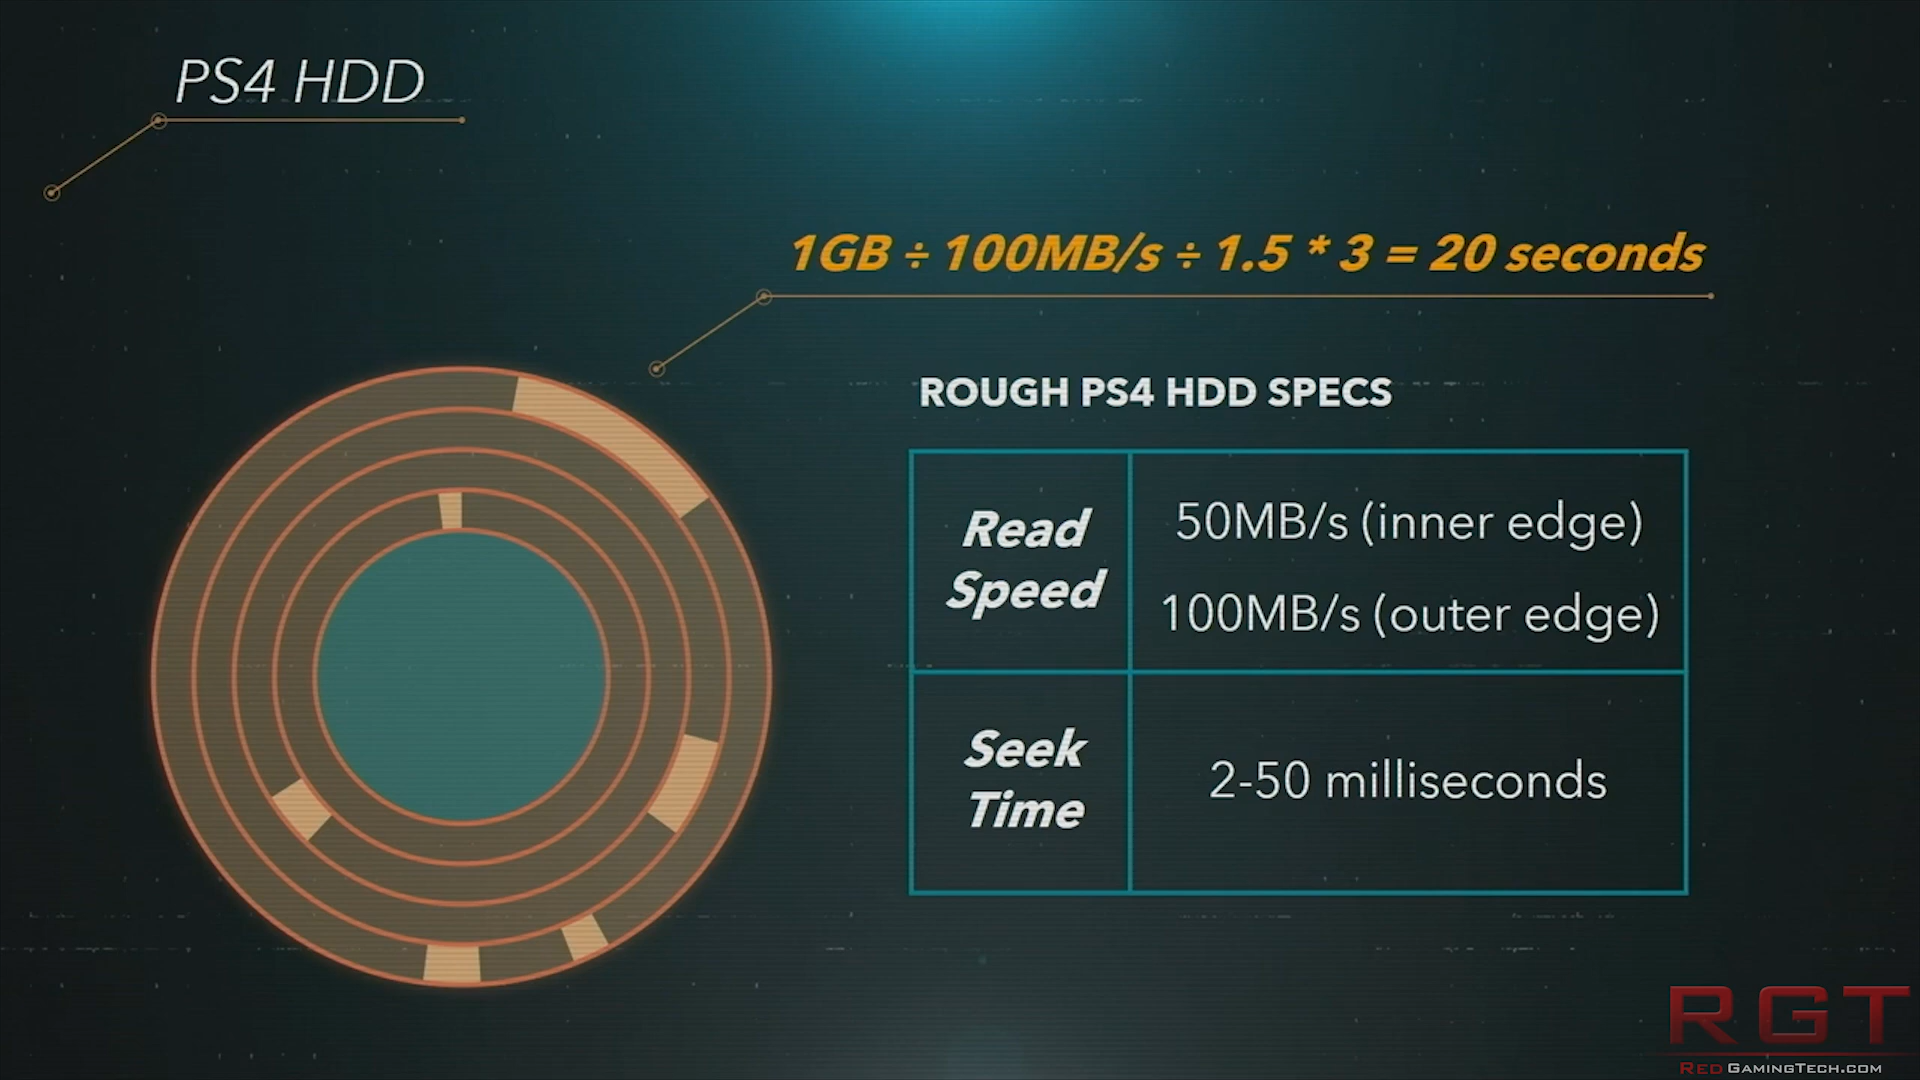 PS4 HDD
1GB ÷ 100MB/s ÷ 1.5 * 3 = 20 seconds
ROUGH PS4 HDD SPECS
Read
Speed
50MB/s (inner edge)
100MB/s (outer edge)
Seek
Time
2-50 milliseconds
RGT
RedGamingTech.com